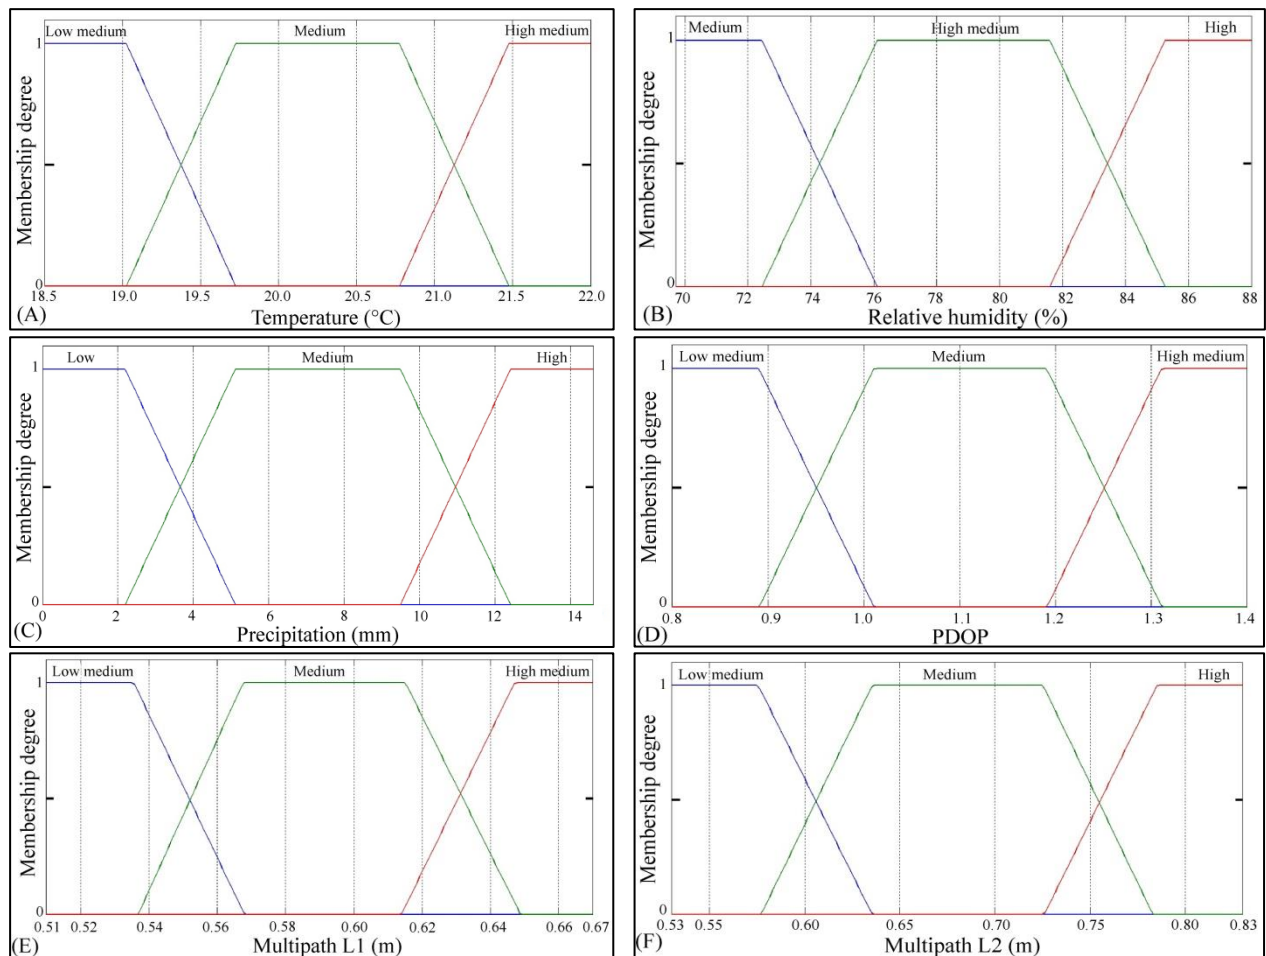 Low medium Medium High medium
1
Membership degree
0
18.5 19.0 19.5 20.0 20.5 21.0 21.5 22.0
(A) Temperature (°C)
Medium High medium High
1
Membership degree
0
70 72 74 76 78 80 82 84 86 88
(B) Relative humidity (%)
Low Medium High
1
Membership degree
0
0 2 4 6 8 10 12 14
(C) Precipitation (mm)
Low medium Medium High medium
1
Membership degree
0
0.8 0.9 1.0 1.1 1.2 1.3 1.4
(D) PDOP
Low medium Medium High medium
1
Membership degree
0
0.51 0.52 0.54 0.56 0.58 0.60 0.62 0.64 0.66 0.67
(E) Multipath L1 (m)
Low medium Medium High
1
Membership degree
0
0.53 0.55 0.60 0.65 0.70 0.75 0.80 0.83
(F) Multipath L2 (m)